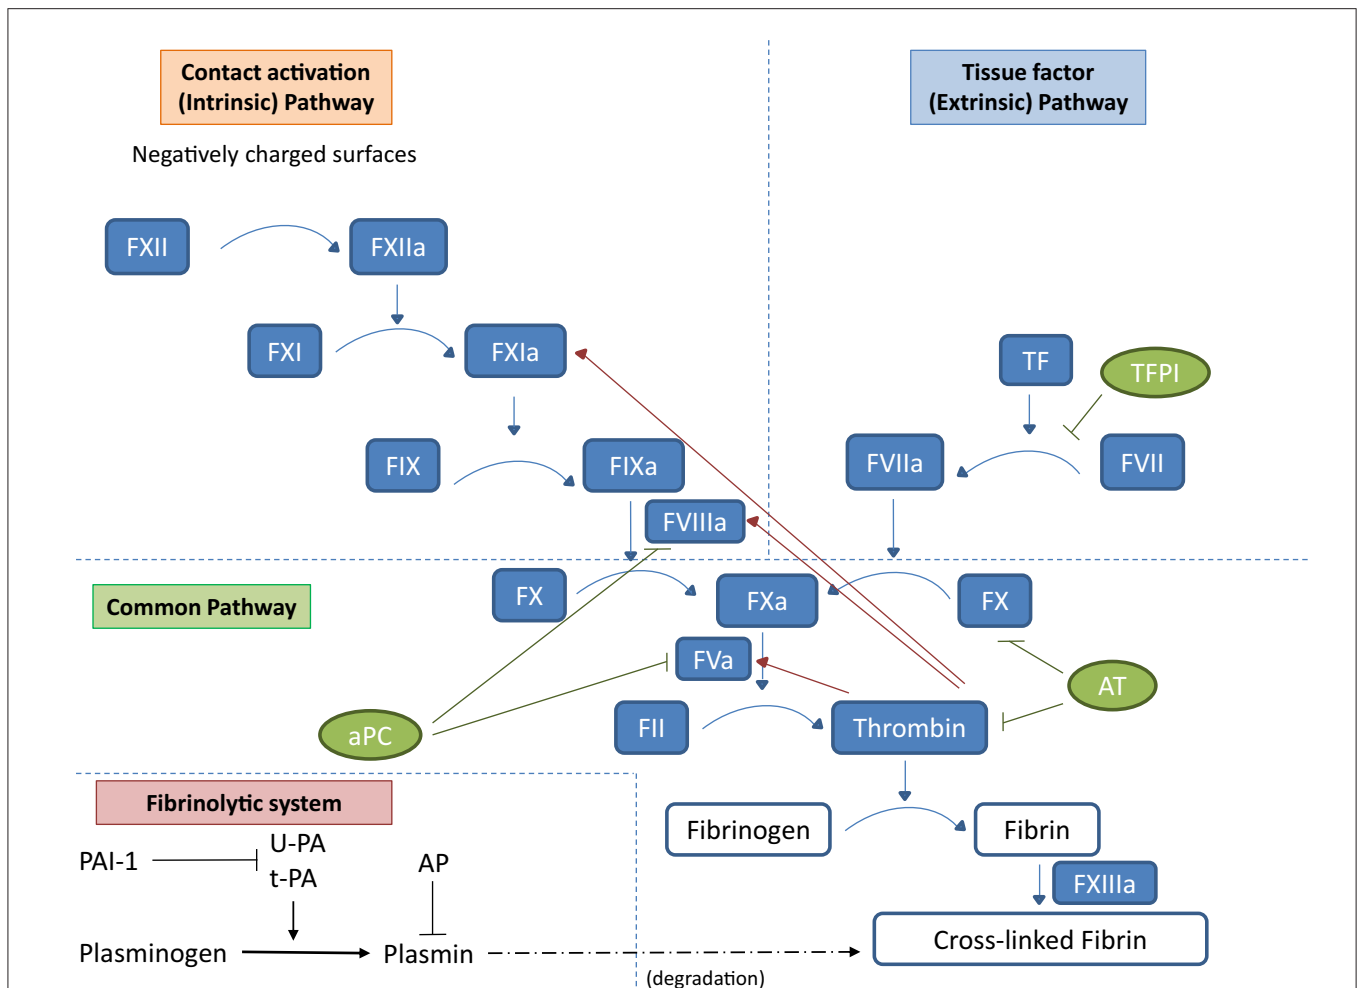 Contact activation
(Intrinsic) Pathway
Tissue factor
(Extrinsic) Pathway
Negatively charged surfaces
FXII
FXIIa
FXI
FXIa
TF
TFPI
FIX
FIXa
FVIIa
FVII
FVIIIa
Common Pathway
FX
FXa
FX
FVa
AT
aPC
FII
Thrombin
Fibrinolytic system
Fibrinogen
Fibrin
PAI-1
U-PA
t-PA
AP
FXIIIa
Plasminogen
Plasmin
Cross-linked Fibrin
(degradation)